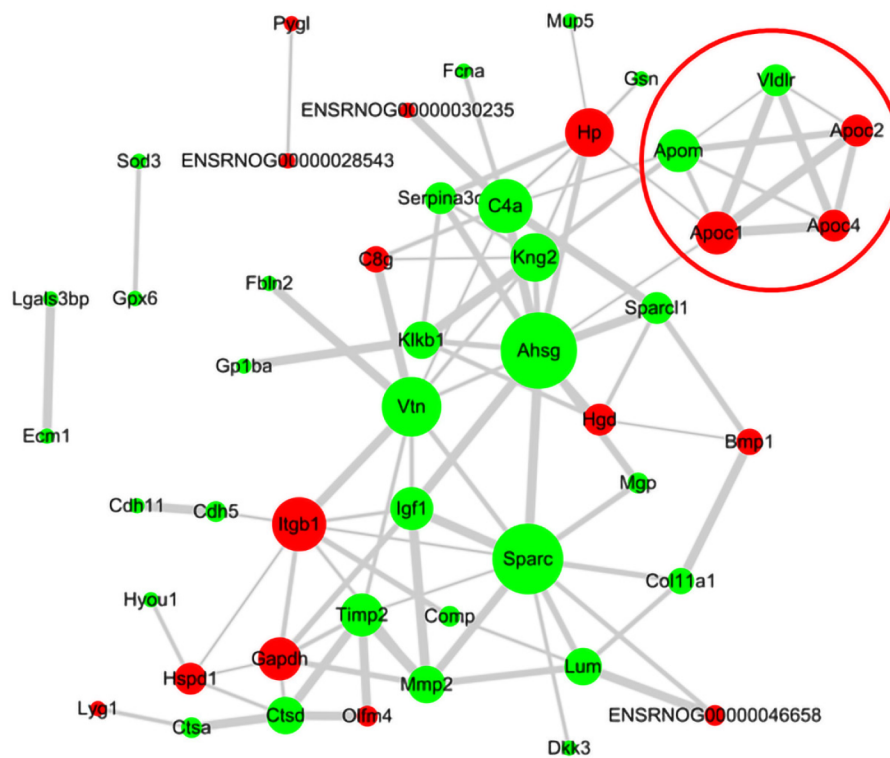 Pygl
Mup5
Fcna
Gsn
Vldlr
ENSRNOG00000030235
Hp
Apoc2
Sod3
ENSRNOG00000028543
Apom
Serpina3c
C4a
Apoc1
Apoc4
C8g
Kng2
Fbln2
Lgals3bp
Gpx6
Sparcl1
Klkb1
Ahsg
Gp1ba
Vtn
Hgd
Ecm1
Bmp1
Mgp
Cdh11
Cdh5
Itgb1
Igf1
Sparc
Col11a1
Hyou1
Timp2
Comp
Hspd1
Gapdh
Mmp2
Lum
Lyg1
Ctsa
Ctsd
Olfm4
ENSRNOG00000046658
Dkk3